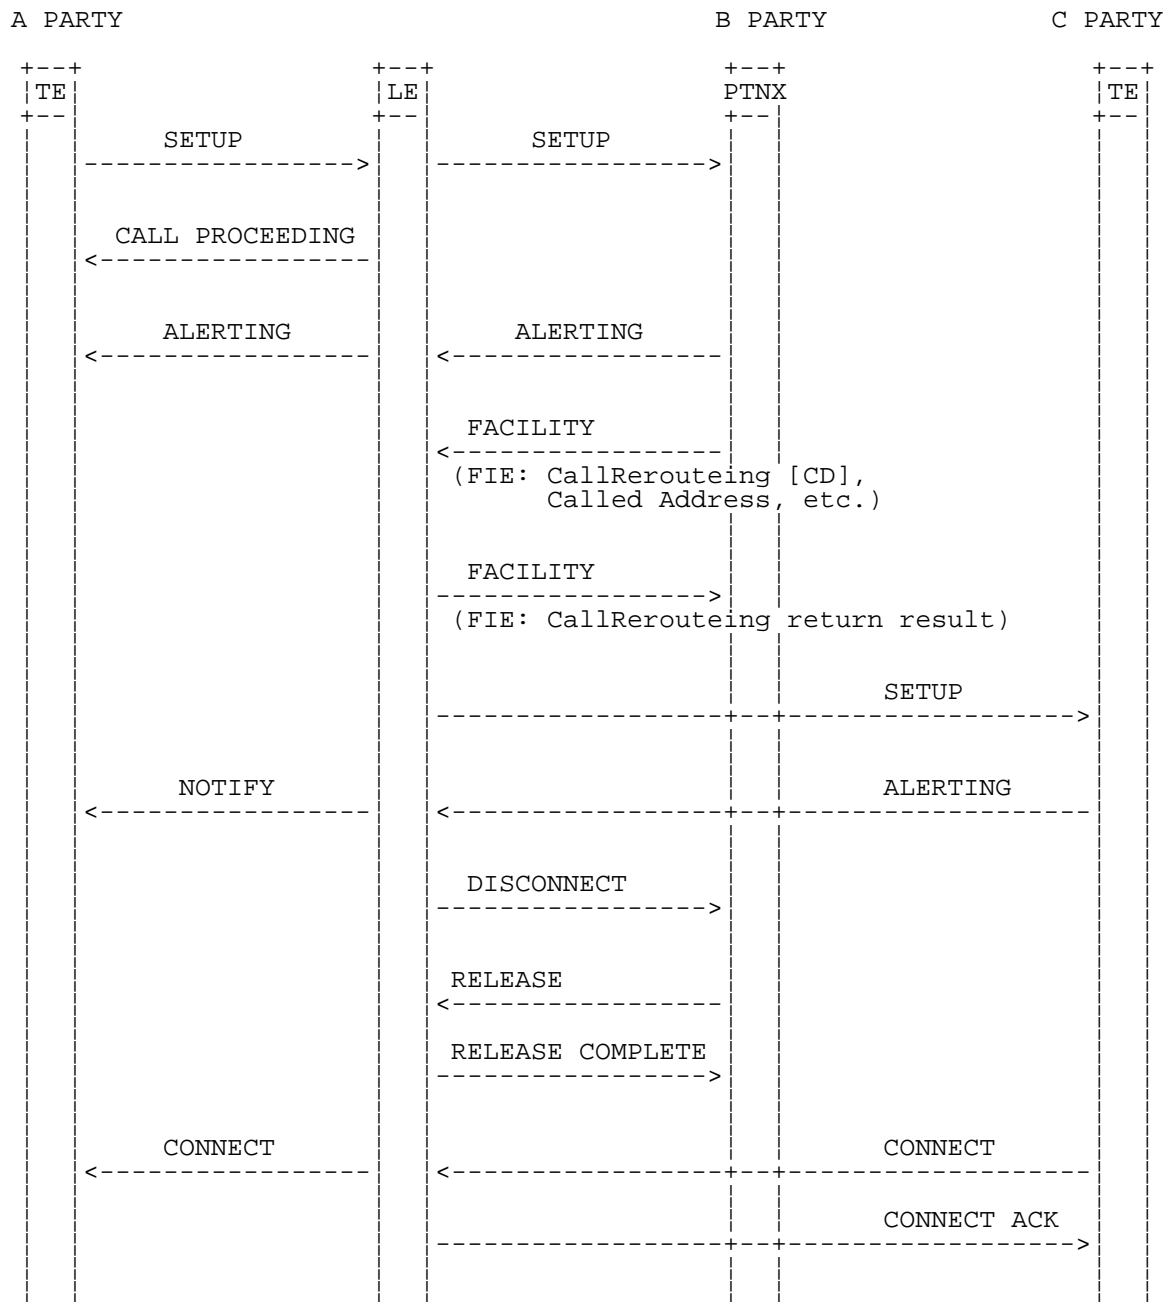 A PARTY B PARTY C PARTY
TE LE PTNX TE
SETUP SETUP
CALL PROCEEDING
ALERTING ALERTING
FACILITY
(FIE: CallRerouteing [CD],
Called Address, etc.)
FACILITY
(FIE: CallRerouteing return result)
SETUP
NOTIFY ALERTING
DISCONNECT
RELEASE
RELEASE COMPLETE
CONNECT CONNECT
CONNECT ACK